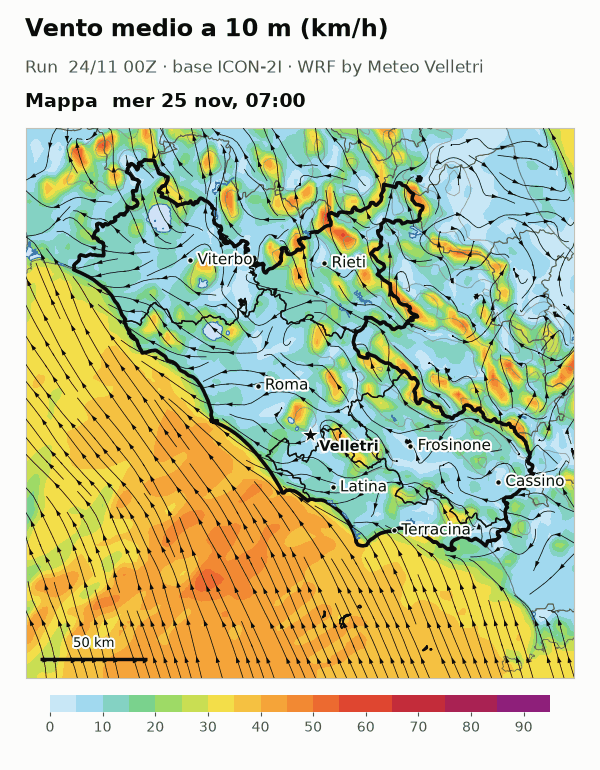 Vento medio a 10 m (km/h)
Run  24/11 00Z · base ICON-2I · WRF by Meteo Velletri
Mappa  mer 25 nov, 07:00
Viterbo
Rieti
Roma
Velletri
Frosinone
Latina
Cassino
Terracina
50 km
0 10 20 30 40 50 60 70 80 90